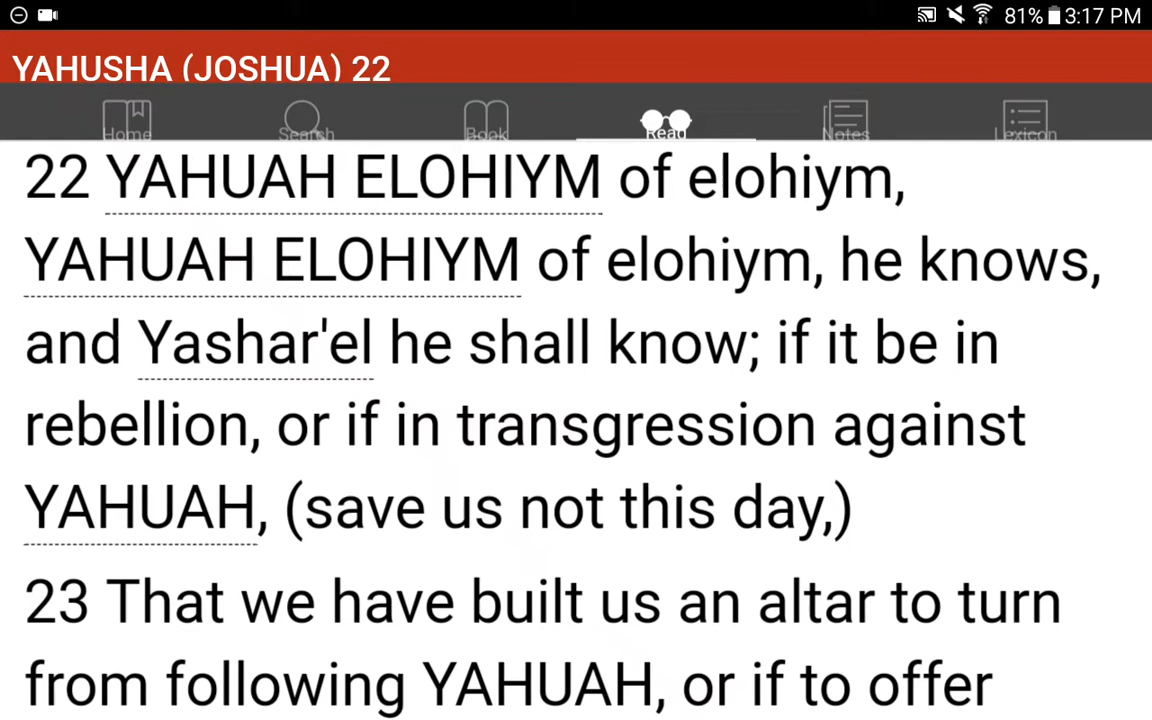 81% 3:17 PM
YAHUSHA (JOSHUA) 22
Home Search Book Read Notes Lexicon
22 YAHUAH ELOHIYM of elohiym,
YAHUAH ELOHIYM of elohiym, he knows,
and Yashar'el he shall know; if it be in
rebellion, or if in transgression against
YAHUAH, (save us not this day,)
23 That we have built us an altar to turn
from following YAHUAH, or if to offer